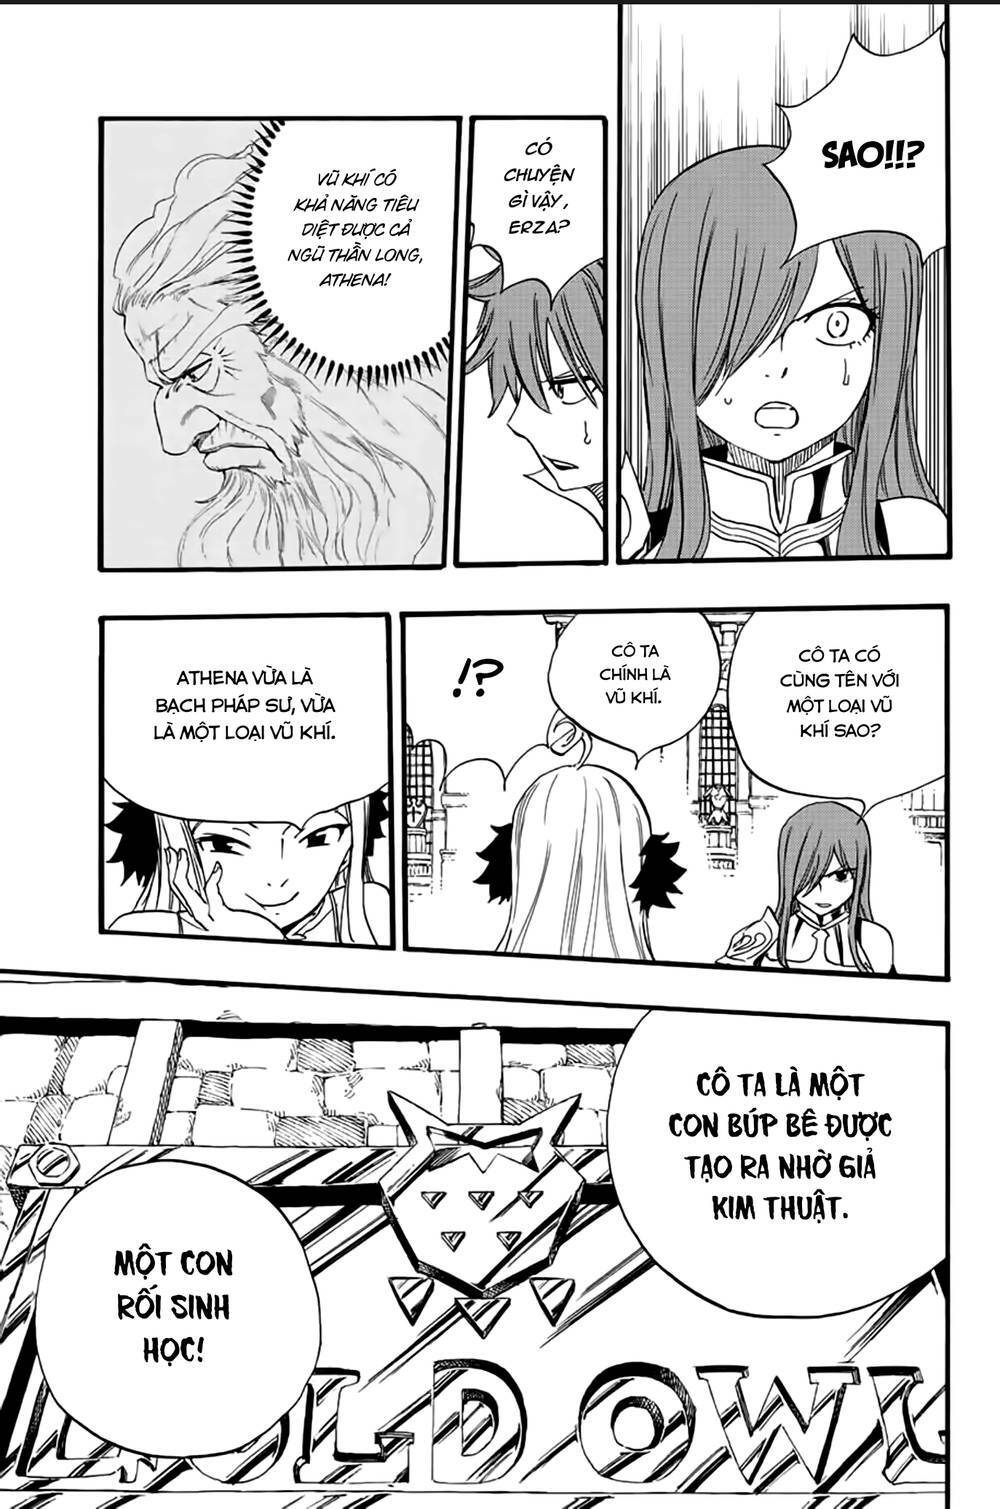 SAO!!?
CÓ
CHUYỆN
GÌ VẬY,
ERZA?
VŨ KHÍ CÓ
KHẢ NĂNG TIÊU
DIỆT ĐƯỢC CẢ
NGŨ THẦN LONG,
ATHENA!
CÔ TA CÓ
CÙNG TÊN VỚI
MỘT LOẠI VŨ
KHÍ SAO?
CÔ TA
CHÍNH LÀ
VŨ KHÍ.
!?
ATHENA VỪA LÀ
BẠCH PHÁP SƯ, VỪA
LÀ MỘT LOẠI VŨ KHÍ.
CÔ TA LÀ MỘT
CON BÚP BÊ ĐƯỢC
TẠO RA NHỜ GIẢ
KIM THUẬT.
MỘT CON
RỐI SINH
HỌC!
GOLD OWL